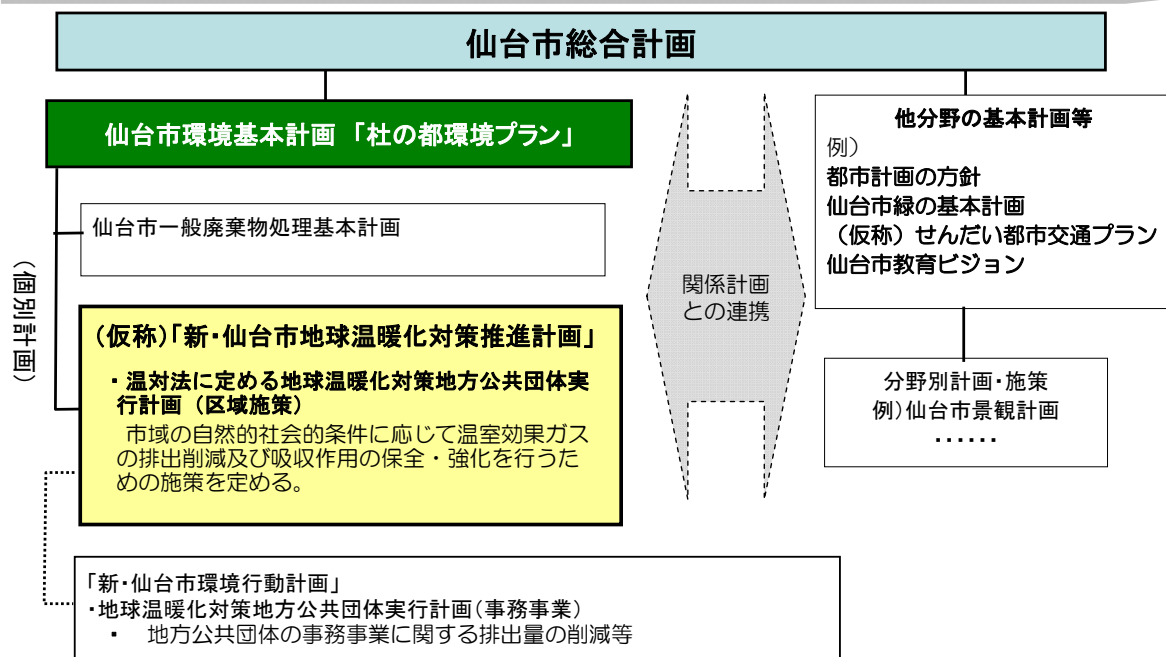 仙台市総合計画
仙台市環境基本計画 「杜の都環境プラン」
(個別計画)
仙台市一般廃棄物処理基本計画
(仮称)「新・仙台市地球温暖化対策推進計画」
・温対法に定める地球温暖化対策地方公共団体実
行計画（区域施策）
市域の自然的社会的条件に応じて温室効果ガス
の排出削減及び吸収作用の保全・強化を行うた
めの施策を定める。
「新・仙台市環境行動計画」
・地球温暖化対策地方公共団体実行計画(事務事業)
• 地方公共団体の事務事業に関する排出量の削減等
関係計画
との連携
他分野の基本計画等
例）
都市計画の方針
仙台市緑の基本計画
（仮称）せんだい都市交通プラン
仙台市教育ビジョン
分野別計画・施策
例)仙台市景観計画
・・・・・・